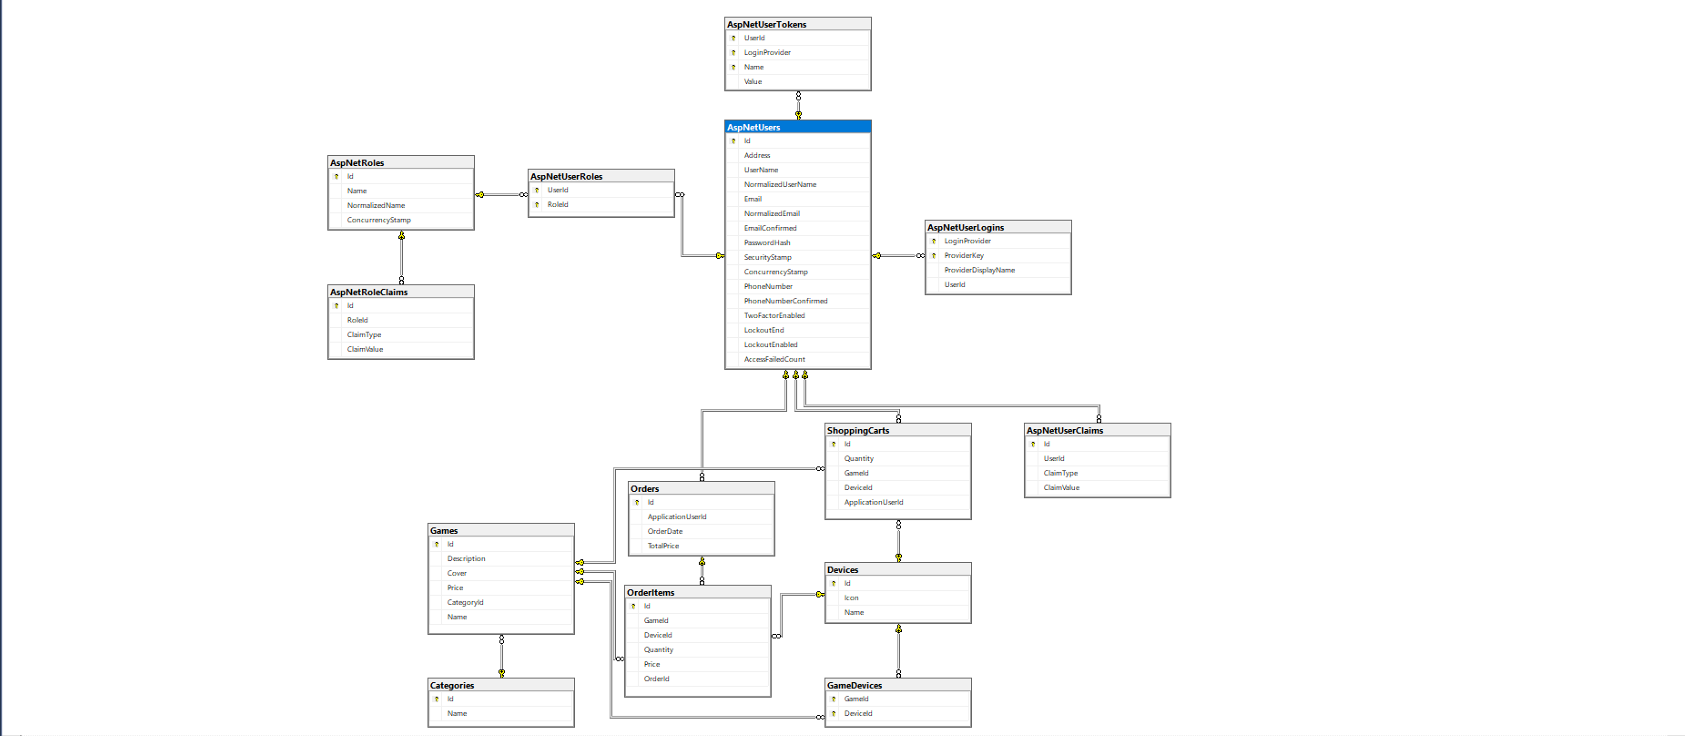 AspNetUserTokens
UserId
LoginProvider
Name
Value
AspNetUsers
Id
Address
UserName
NormalizedUserName
Email
NormalizedEmail
EmailConfirmed
PasswordHash
SecurityStamp
ConcurrencyStamp
PhoneNumber
PhoneNumberConfirmed
TwoFactorEnabled
LockoutEnd
LockoutEnabled
AccessFailedCount
AspNetRoles
Id
Name
NormalizedName
ConcurrencyStamp
AspNetUserRoles
UserId
RoleId
AspNetUserLogins
LoginProvider
ProviderKey
ProviderDisplayName
UserId
AspNetRoleClaims
Id
RoleId
ClaimType
ClaimValue
ShoppingCarts
Id
Quantity
GameId
DeviceId
ApplicationUserId
AspNetUserClaims
Id
UserId
ClaimType
ClaimValue
Orders
Id
ApplicationUserId
OrderDate
TotalPrice
Games
Id
Description
Cover
Price
CategoryId
Name
Devices
Id
Icon
Name
OrderItems
Id
GameId
DeviceId
Quantity
Price
OrderId
Categories
Id
Name
GameDevices
GameId
DeviceId